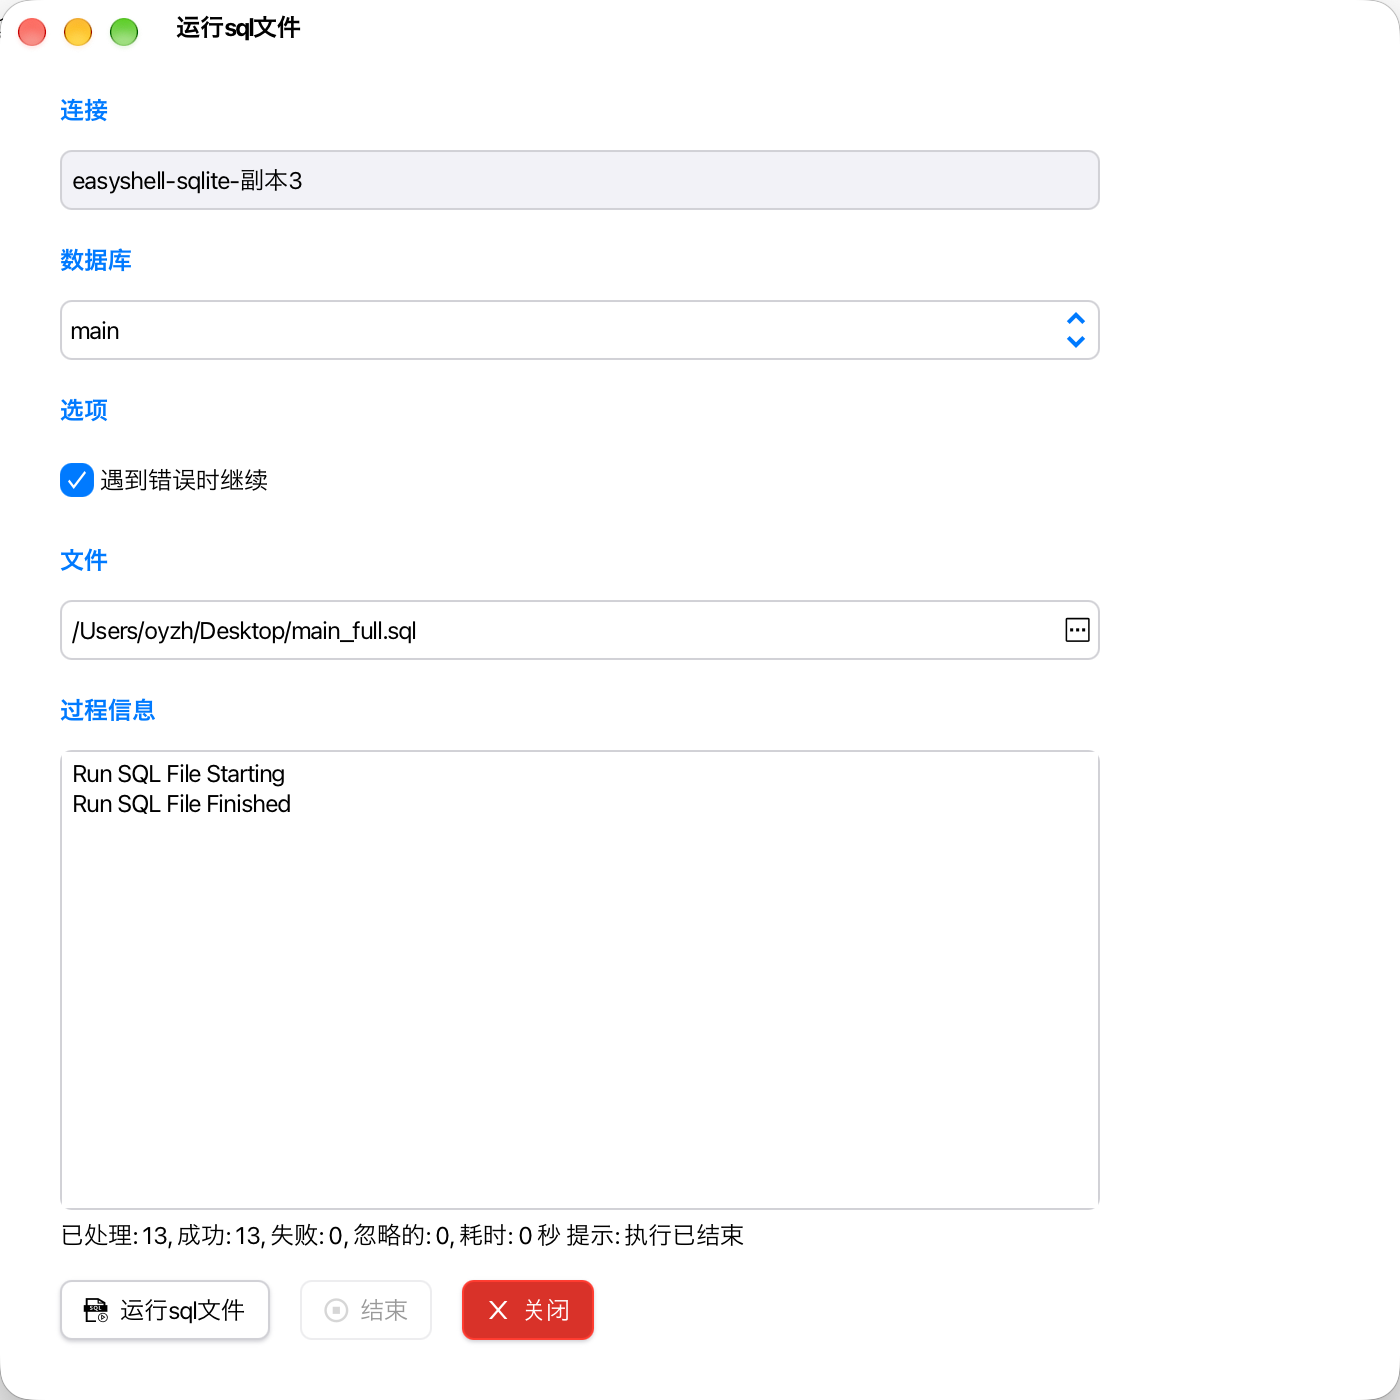 运行sql文件
连接
easyshell-sqlite-副本3
数据库
main
选项
遇到错误时继续
文件
/Users/oyzh/Desktop/main_full.sql
过程信息
Run SQL File Starting
Run SQL File Finished
已处理: 13, 成功: 13, 失败: 0, 忽略的: 0, 耗时: 0 秒 提示: 执行已结束
运行sql文件 结束 关闭